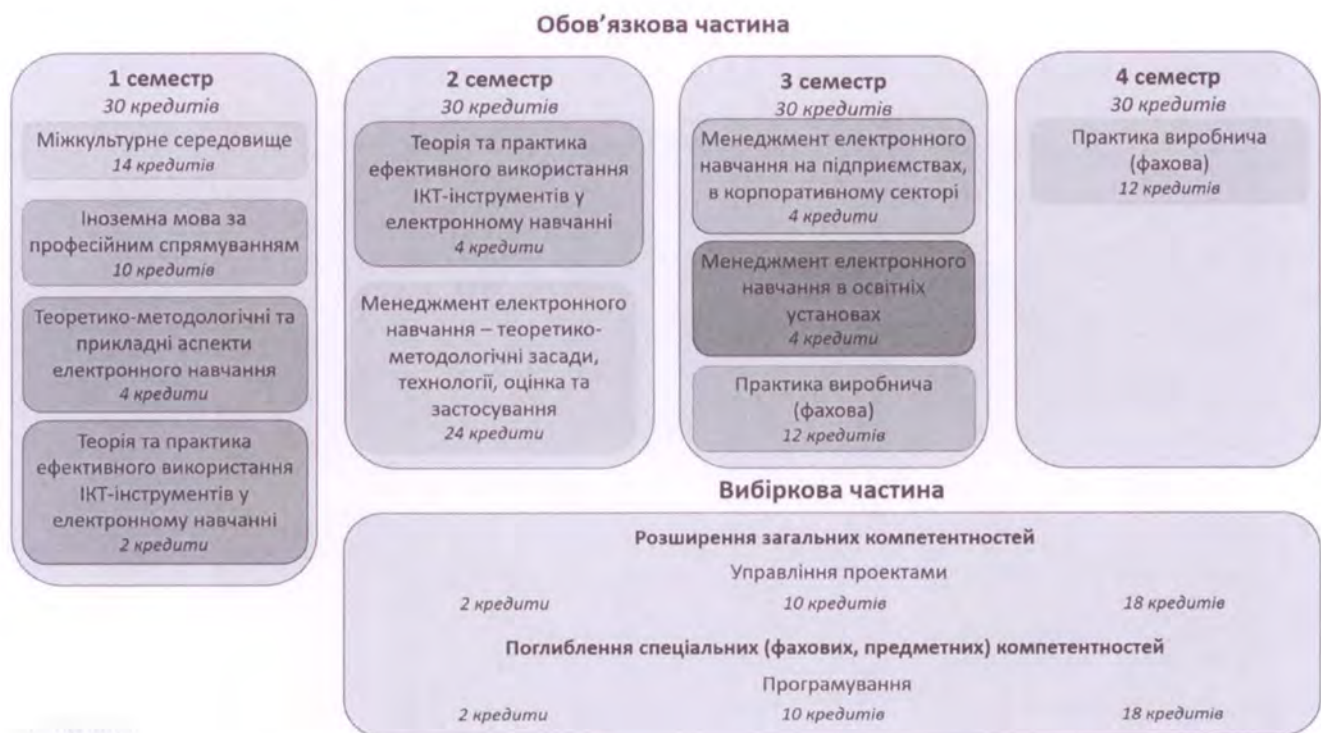 Обов’язкова частина
1 семестр
30 кредитів
Міжкультурне середовище
14 кредитів
Іноземна мова за
професійним спрямуванням
10 кредитів
Теоретико-методологічні та
прикладні аспекти
електронного навчання
4 кредити
Теорія та практика
ефективного використання
ІКТ-інструментів у
електронному навчанні
2 кредити
2 семестр
30 кредитів
Теорія та практика
ефективного використання
ІКТ-інструментів у
електронному навчанні
4 кредити
Менеджмент електронного
навчання – теоретико-
методологічні засади,
технології, оцінка та
застосування
24 кредити
3 семестр
30 кредитів
Менеджмент електронного
навчання на підприємствах,
в корпоративному секторі
4 кредити
Менеджмент електронного
навчання в освітніх
установах
4 кредити
Практика виробнича
(фахова)
12 кредитів
4 семестр
30 кредитів
Практика виробнича
(фахова)
12 кредитів
Вибіркова частина
Розширення загальних компетентностей
Управління проектами
2 кредити 10 кредитів 18 кредитів
Поглиблення спеціальних (фахових, предметних) компетентностей
Програмування
2 кредити 10 кредитів 18 кредитів